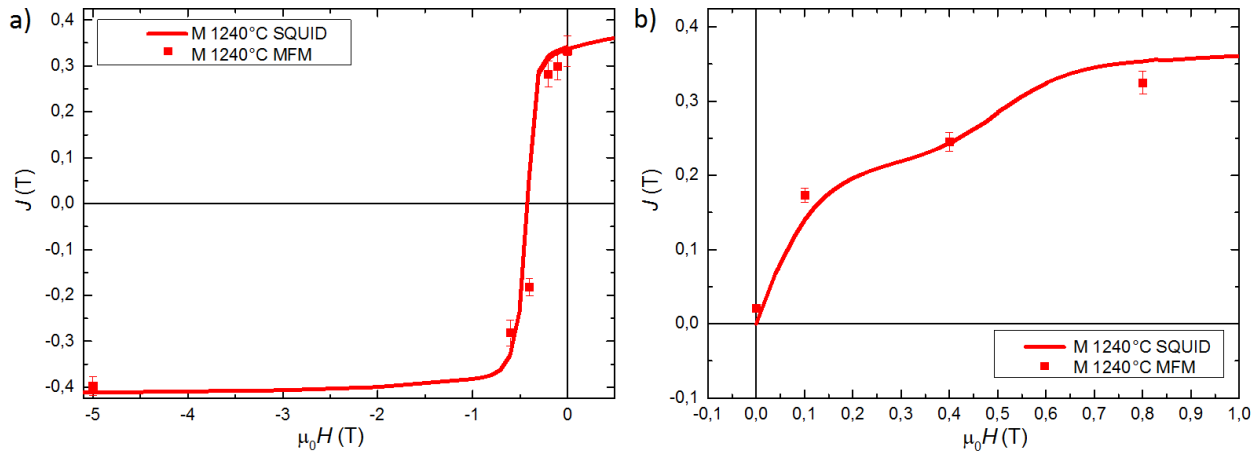 a)
M 1240°C SQUID
M 1240°C MFM
0,4
0,3
0,2
0,1
0,0
-0,1
-0,2
-0,3
-0,4
J (T)
-5 -4 -3 -2 -1 0
μ0H (T)
b)
0,4
0,3
0,2
0,1
0,0
-0,1
J (T)
M 1240°C SQUID
M 1240°C MFM
-0,1 0,0 0,1 0,2 0,3 0,4 0,5 0,6 0,7 0,8 0,9 1,0
μ0H (T)